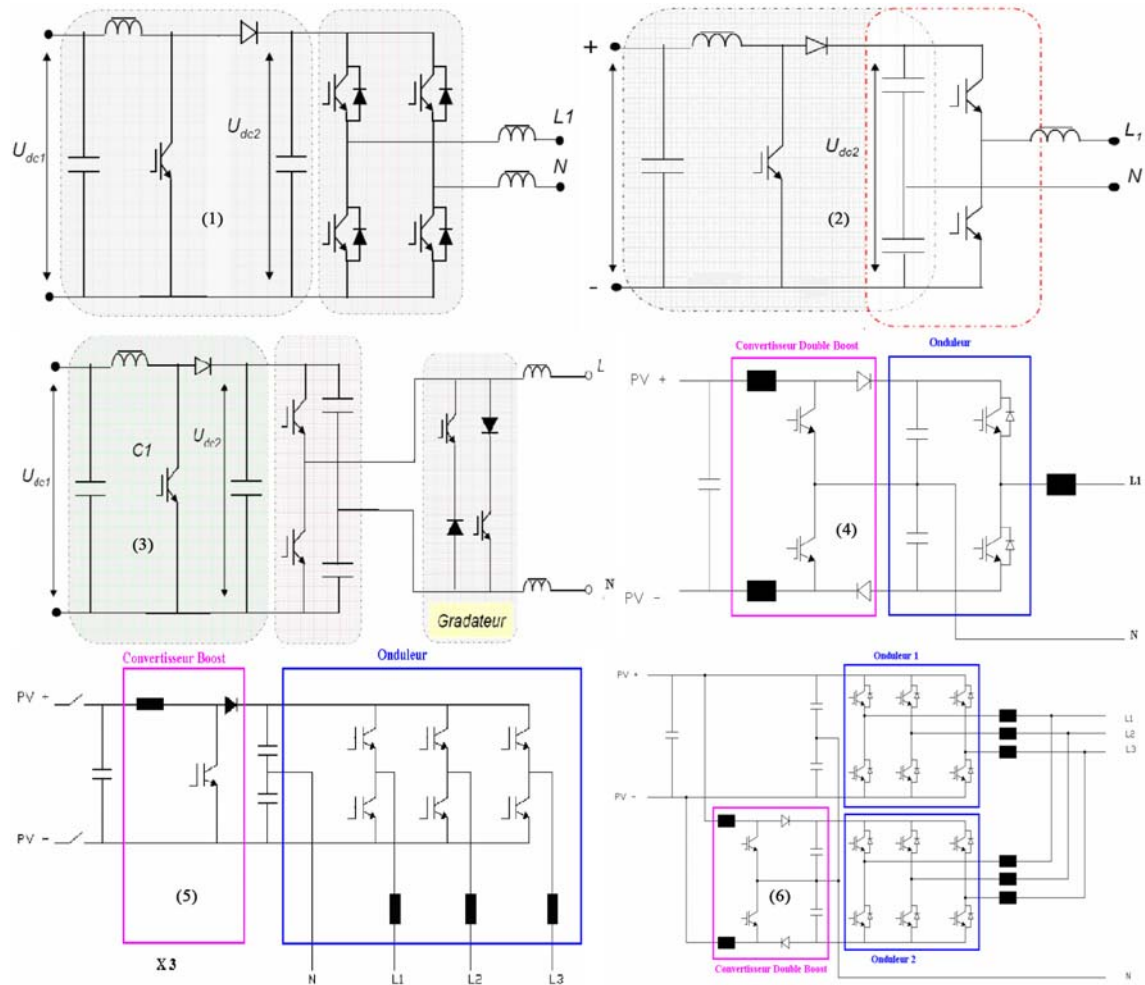 U_dc1
U_dc2
(1)
L1
N
+
-
U_dc2
(2)
L1
N
U_dc1
C1
U_dc2
(3)
L
N
Gradateur
Convertisseur Double Boost
Onduleur
PV +
PV -
(4)
L1
N
Convertisseur Boost
Onduleur
PV +
PV -
(5)
X3
N L1 L2 L3
Onduleur 1
PV +
PV -
L1
L2
L3
(6)
Convertisseur Double Boost
Onduleur 2
N